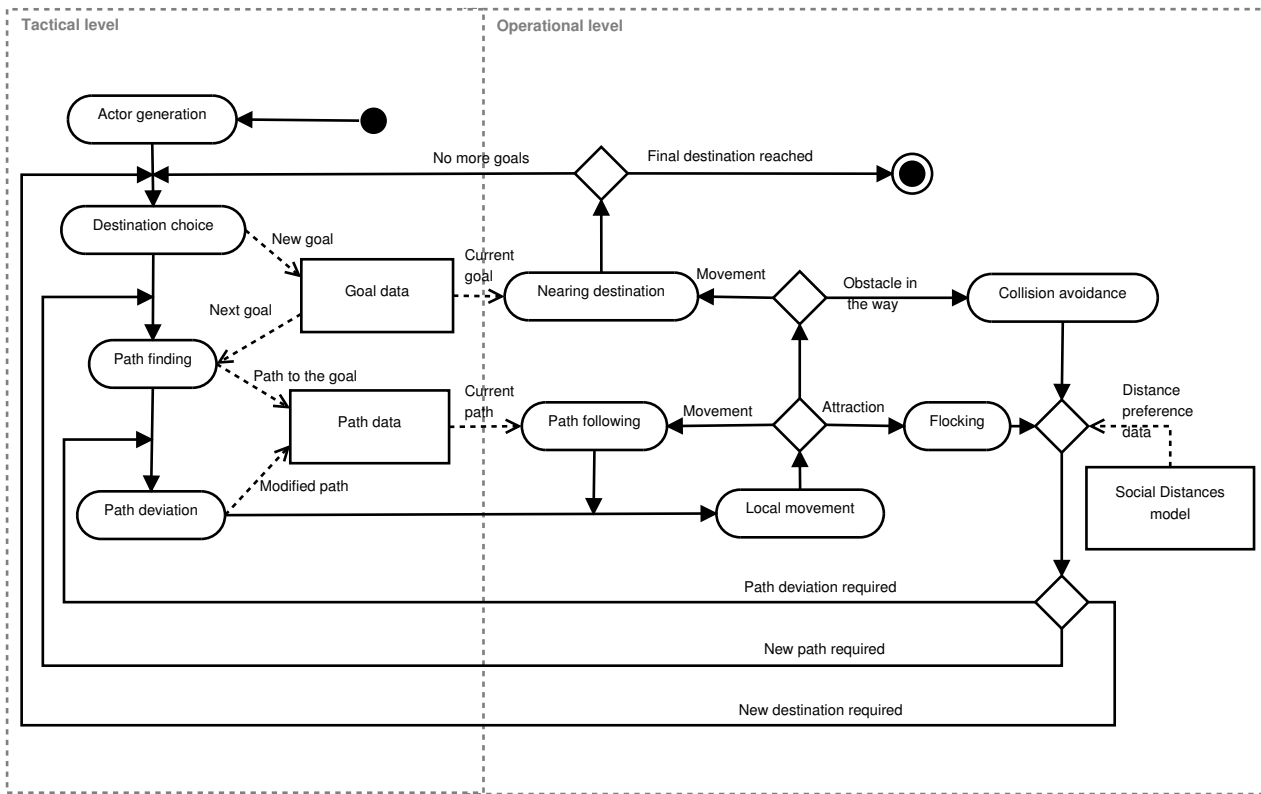 Tactical level
Operational level
Actor generation
No more goals
Final destination reached
Destination choice
New goal
Current
goal
Goal data
Nearing destination
Movement
Obstacle in
the way
Collision avoidance
Next goal
Path finding
Path to the goal
Current
path
Path data
Path following
Movement
Attraction
Flocking
Distance
preference
data
Modified path
Path deviation
Local movement
Social Distances
model
Path deviation required
New path required
New destination required